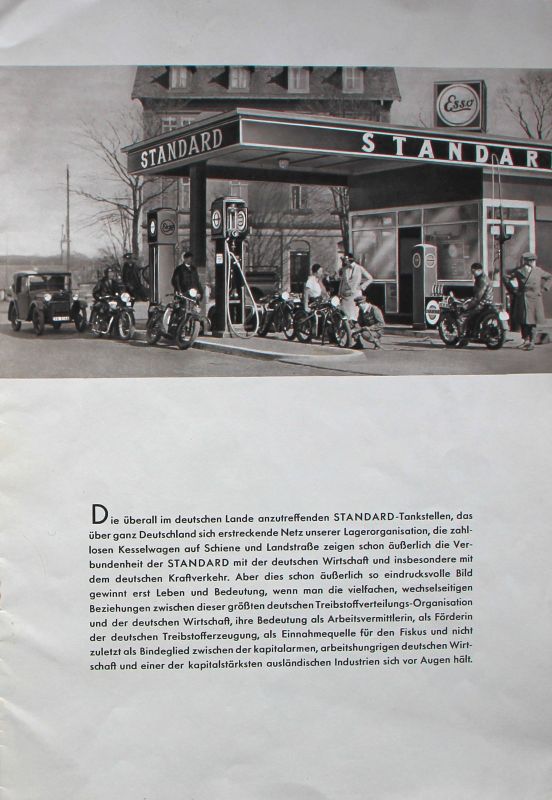 Esso
STANDARD
STANDAR
Die überall im deutschen Lande anzutreffenden STANDARD-Tankstellen, das
über ganz Deutschland sich erstreckende Netz unserer Lagerorganisation, die zahl-
losen Kesselwagen auf Schiene und Landstraße zeigen schon äußerlich die Ver-
bundenheit der STANDARD mit der deutschen Wirtschaft und insbesondere mit
dem deutschen Kraftverkehr. Aber dies schon äußerlich so eindrucksvolle Bild
gewinnt erst Leben und Bedeutung, wenn man die vielfachen, wechselseitigen
Beziehungen zwischen dieser größten deutschen Treibstoffverteilungs-Organisation
und der deutschen Wirtschaft, ihre Bedeutung als Arbeitsvermittlerin, als Förderin
der deutschen Treibstofferzeugung, als Einnahmequelle für den Fiskus und nicht
zuletzt als Bindeglied zwischen der kapitalarmen, arbeitshungrigen deutschen Wirt-
schaft und einer der kapitalstärksten ausländischen Industrien sich vor Augen hält.